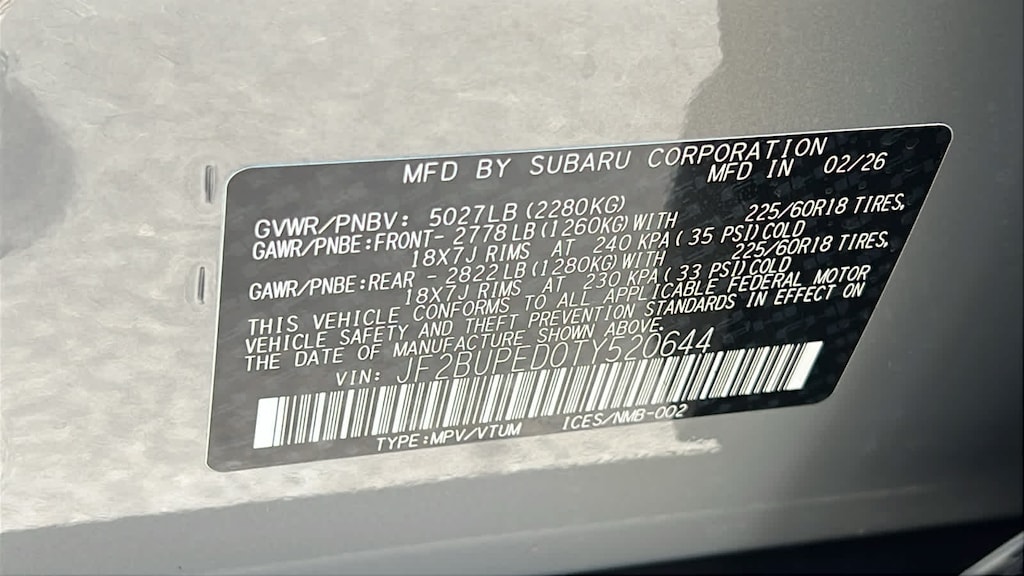 MFD BY SUBARU CORPORATION
MFD IN 02/26
GVWR/PNBV: 5027LB (2280KG)
GAWR/PNBE:FRONT- 2778LB(1260KG)WITH 225/60R18 TIRES,
18X7J RIMS AT 240 KPA(35 PSI)COLD
GAWR/PNBE:REAR - 2822LB(1280KG)WITH 225/60R18 TIRES,
18X7J RIMS AT 230 KPA(33 PSI)COLD
THIS VEHICLE CONFORMS TO ALL APPLICABLE FEDERAL MOTOR
VEHICLE SAFETY AND THEFT PREVENTION STANDARDS IN EFFECT ON
THE DATE OF MANUFACTURE SHOWN ABOVE.
VIN: JF2BUPED0TY520644
TYPE:MPV/VTUM ICES/NMB-002